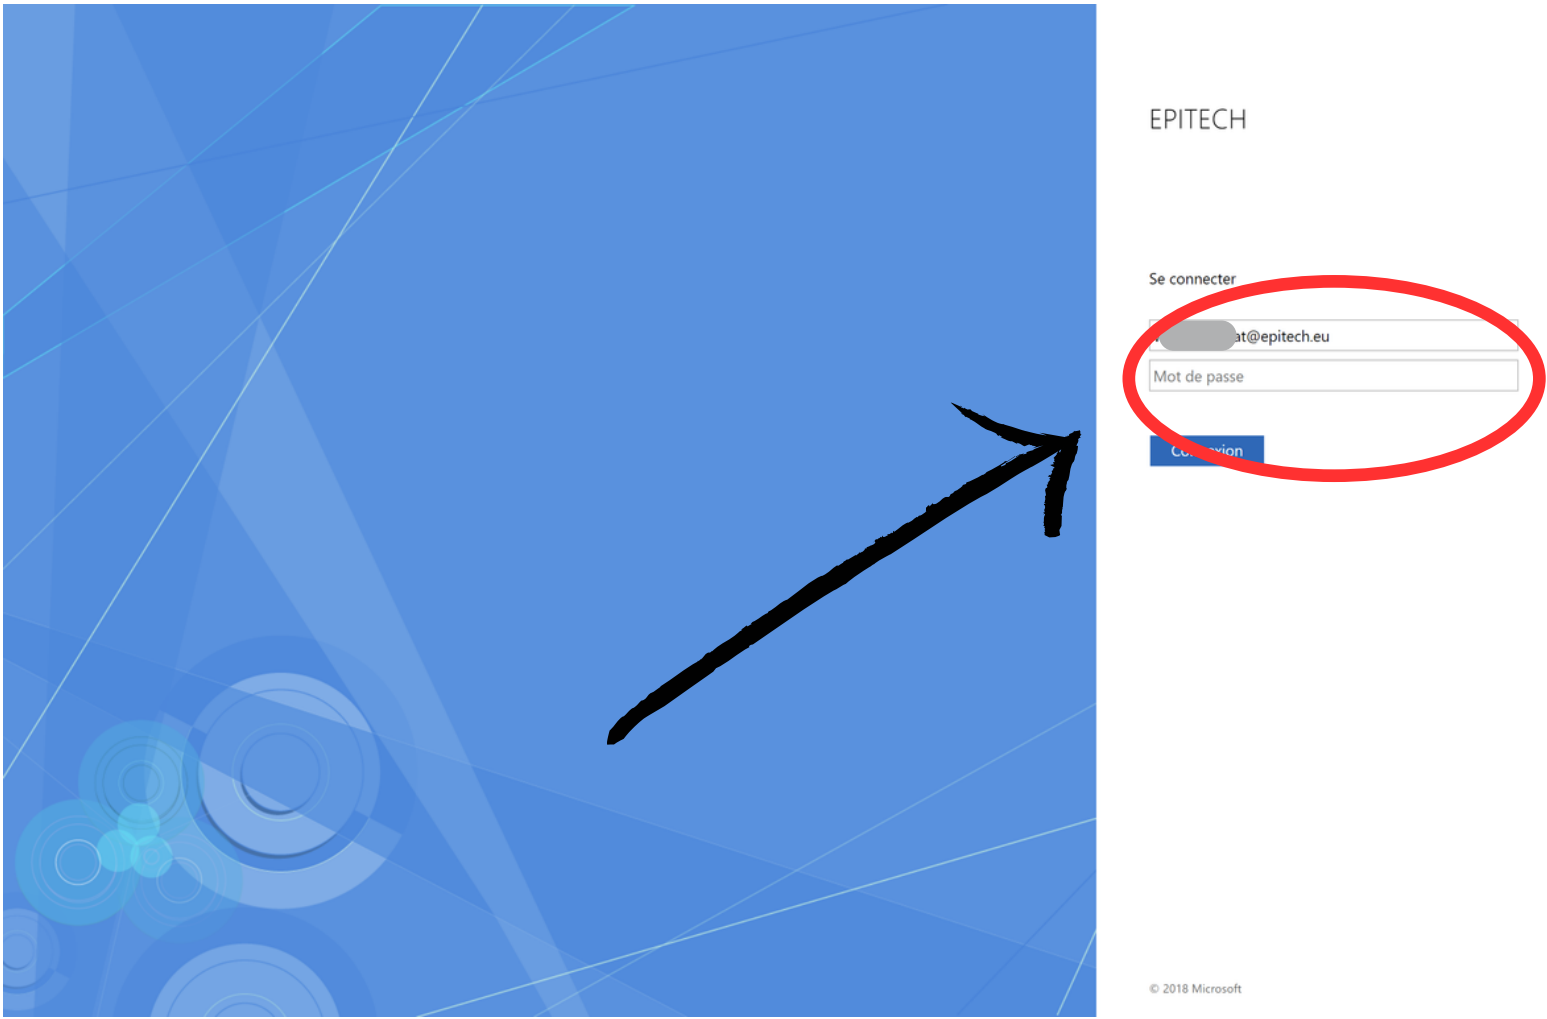 EPITECH
Se connecter
at@epitech.eu
Mot de passe
© 2018 Microsoft